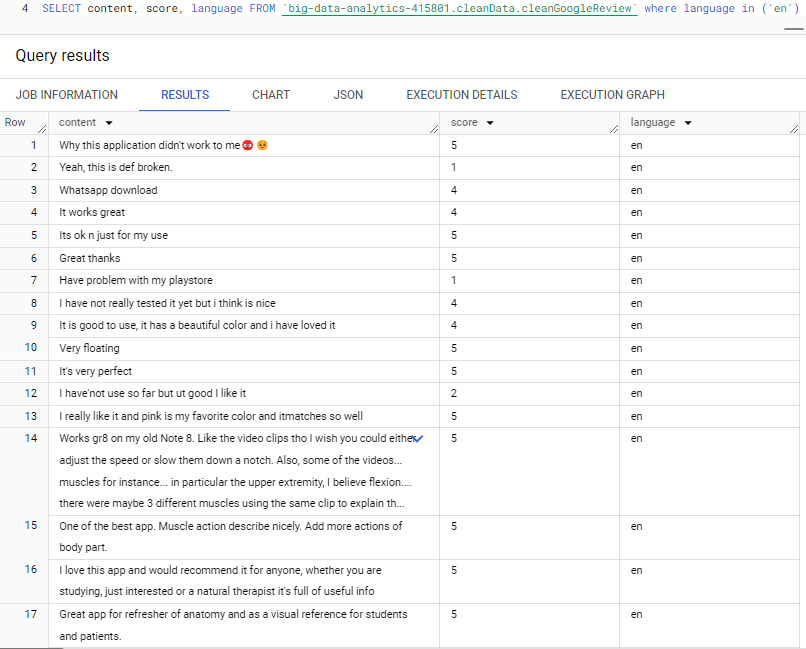 4 SELECT content, score, language FROM `big-data-analytics-415801.cleanData.cleanGoogleReview` where language in ('en')
Query results
JOB INFORMATION RESULTS CHART JSON EXECUTION DETAILS EXECUTION GRAPH
Row content score language
1 Why this application didn't work to me 5 en
2 Yeah, this is def broken. 1 en
3 Whatsapp download 4 en
4 It works great 4 en
5 Its ok n just for my use 5 en
6 Great thanks 5 en
7 Have problem with my playstore 1 en
8 I have not really tested it yet but i think is nice 4 en
9 It is good to use, it has a beautiful color and i have loved it 4 en
10 Very floating 5 en
11 It's very perfect 5 en
12 I have'not use so far but ut good I like it 2 en
13 I really like it and pink is my favorite color and itmatches so well 5 en
14 Works gr8 on my old Note 8. Like the video clips tho I wish you could either 5 en
adjust the speed or slow them down a notch. Also, some of the videos...
muscles for instance... in particular the upper extremity, I believe flexion....
there were maybe 3 different muscles using the same clip to explain th...
15 One of the best app. Muscle action describe nicely. Add more actions of 5 en
body part.
16 I love this app and would recommend it for anyone, whether you are 5 en
studying, just interested or a natural therapist it's full of useful info
17 Great app for refresher of anatomy and as a visual reference for students 5 en
and patients.